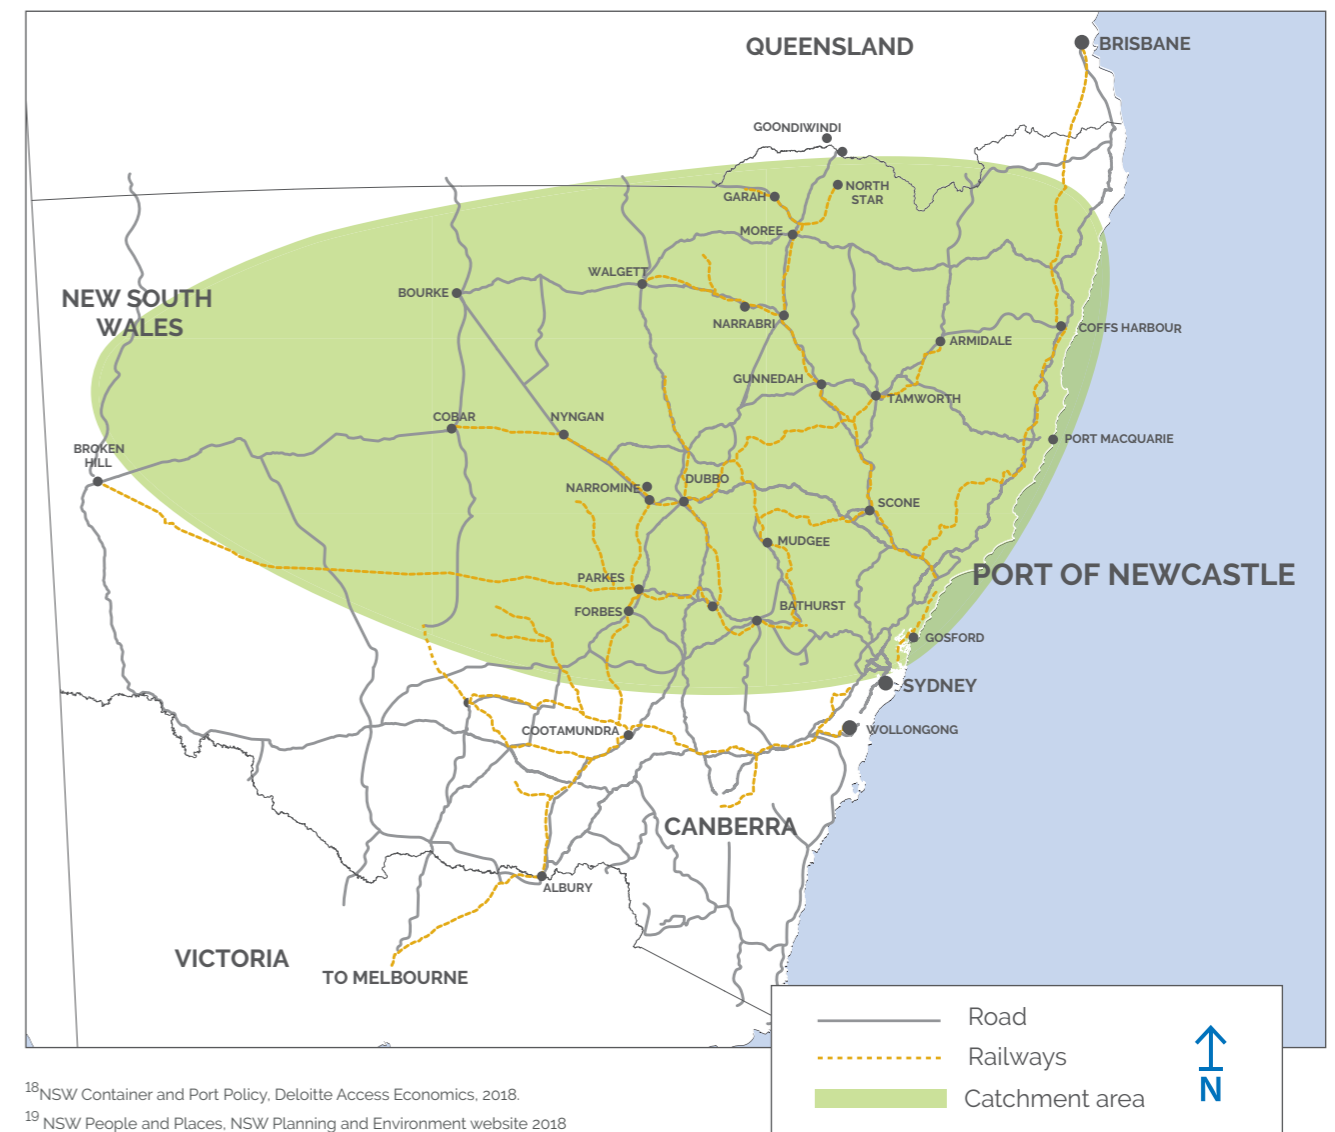 QUEENSLAND
BRISBANE
GOONDIWINDI
NORTH
STAR
GARAH
MOREE
WALGETT
NEW SOUTH
WALES
BOURKE
NARRABRI
COFFS HARBOUR
ARMIDALE
GUNNEDAH
TAMWORTH
COBAR
NYNGAN
PORT MACQUARIE
BROKEN
HILL
DUBBO
NARROMINE
SCONE
MUDGEE
PORT OF NEWCASTLE
PARKES
FORBES
BATHURST
GOSFORD
SYDNEY
COOTAMUNDRA
WOLLONGONG
CANBERRA
ALBURY
VICTORIA
TO MELBOURNE
Road
Railways
Catchment area
N
18NSW Container and Port Policy, Deloitte Access Economics, 2018.
19 NSW People and Places, NSW Planning and Environment website 2018